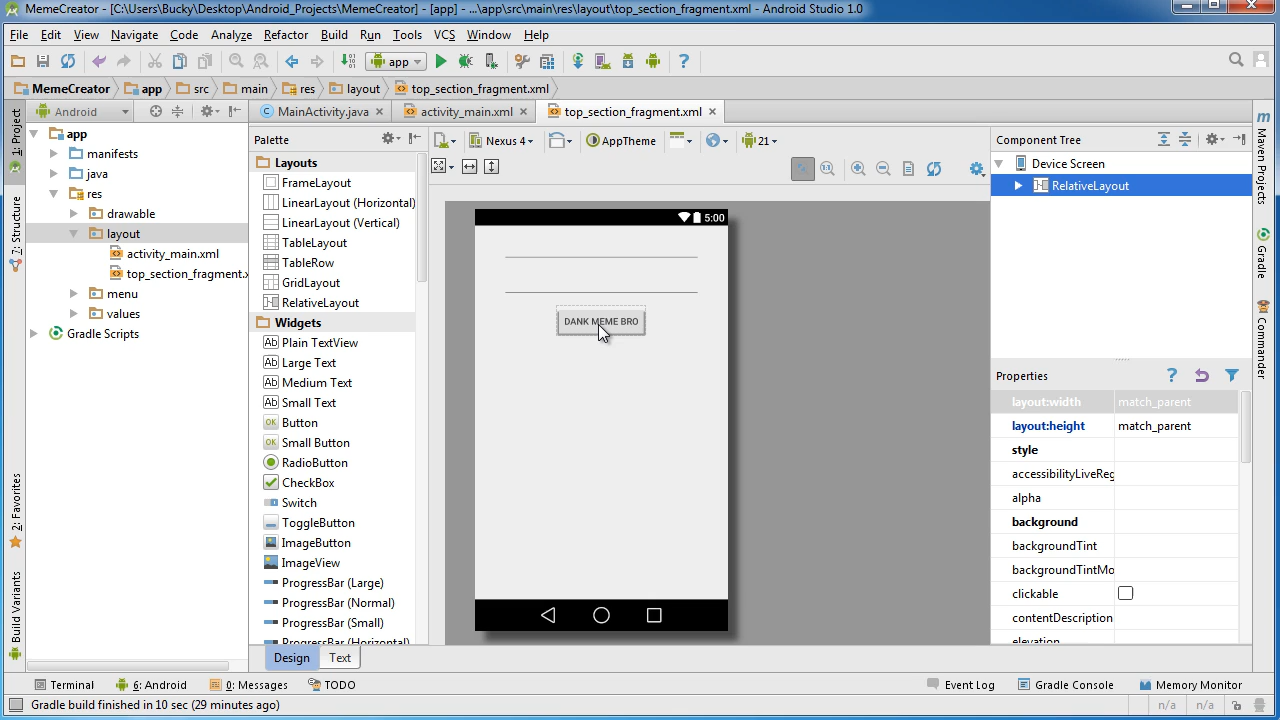 MemeCreator - [C:\Users\Bucky\Desktop\Android_Projects\MemeCreator] - [app] - ...\app\src\main\res\layout\top_section_fragment.xml - Android Studio 1.0
File Edit View Navigate Code Analyze Refactor Build Run Tools VCS Window Help
app
MemeCreator app src main res layout top_section_fragment.xml
Android
MainActivity.java activity_main.xml top_section_fragment.xml
1: Project
7: Structure
2: Favorites
Build Variants
app
manifests
java
res
drawable
layout
activity_main.xml
top_section_fragment.x
menu
values
Gradle Scripts
Palette
Layouts
FrameLayout
LinearLayout (Horizontal)
LinearLayout (Vertical)
TableLayout
TableRow
GridLayout
RelativeLayout
Widgets
Plain TextView
Large Text
Medium Text
Small Text
Button
Small Button
RadioButton
CheckBox
Switch
ToggleButton
ImageButton
ImageView
ProgressBar (Large)
ProgressBar (Normal)
ProgressBar (Small)
ProgressBar (Horizontal)
Design Text
Nexus 4 AppTheme 21
5:00
DANK MEME BRO
Component Tree
Device Screen
RelativeLayout
Properties
layout:width match_parent
layout:height match_parent
style
accessibilityLiveReg
alpha
background
backgroundTint
backgroundTintMo
clickable
contentDescription
elevation
Maven Projects
Gradle
Commander
Terminal 6: Android 0: Messages TODO Event Log Gradle Console Memory Monitor
Gradle build finished in 10 sec (29 minutes ago) n/a n/a